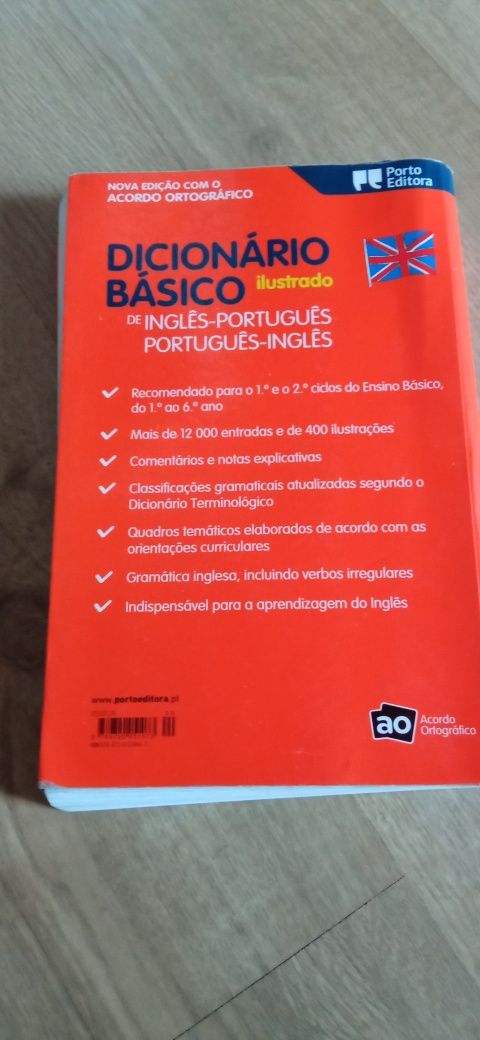 NOVA EDIÇÃO COM O
ACORDO ORTOGRÁFICO
Porto
Editora
DICIONÁRIO
BÁSICO ilustrado
DE INGLÊS-PORTUGUÊS
PORTUGUÊS-INGLÊS
Recomendado para o 1.º e o 2.º ciclos do Ensino Básico,
do 1.º ao 6.º ano
Mais de 12 000 entradas e de 400 ilustrações
Comentários e notas explicativas
Classificações gramaticais atualizadas segundo o
Dicionário Terminológico
Quadros temáticos elaborados de acordo com as
orientações curriculares
Gramática inglesa, incluindo verbos irregulares
Indispensável para a aprendizagem do Inglês
www.portoeditora.pt
ao Acordo
Ortográfico